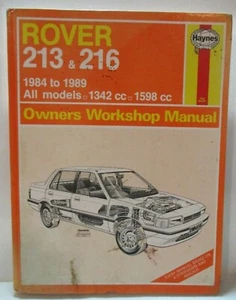 ROVER
213 & 216
Haynes
1984 to 1989
All models □ 1342 cc □ 1598 cc
Owners Workshop Manual